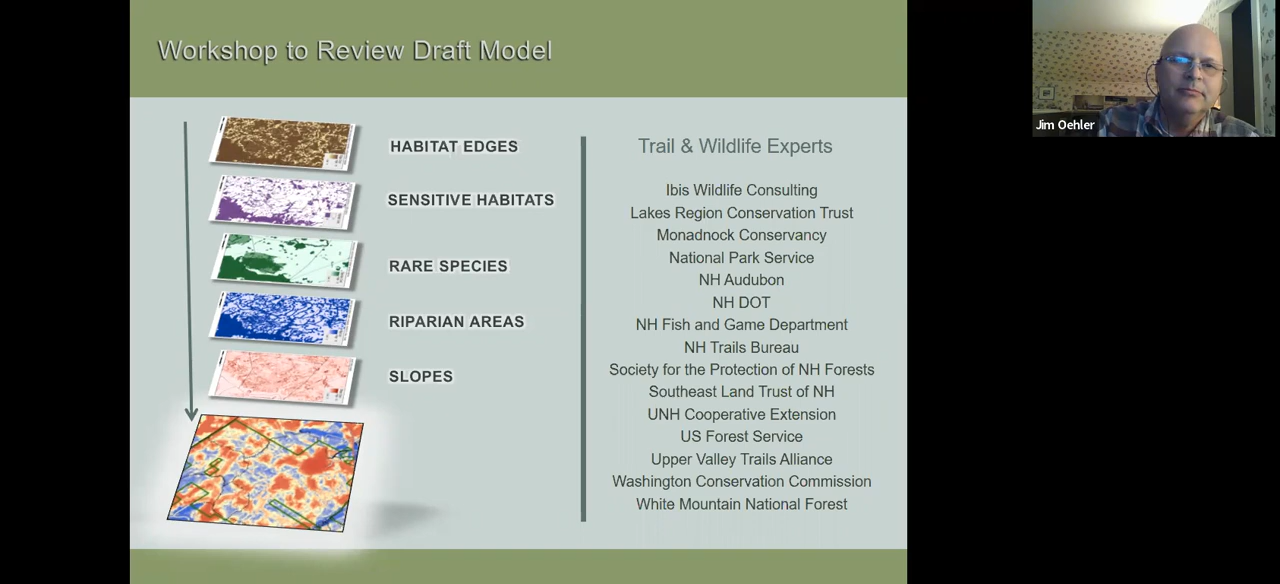 Workshop to Review Draft Model
HABITAT EDGES
SENSITIVE HABITATS
RARE SPECIES
RIPARIAN AREAS
SLOPES
Trail & Wildlife Experts
Ibis Wildlife Consulting
Lakes Region Conservation Trust
Monadnock Conservancy
National Park Service
NH Audubon
NH DOT
NH Fish and Game Department
NH Trails Bureau
Society for the Protection of NH Forests
Southeast Land Trust of NH
UNH Cooperative Extension
US Forest Service
Upper Valley Trails Alliance
Washington Conservation Commission
White Mountain National Forest
Jim Oehler